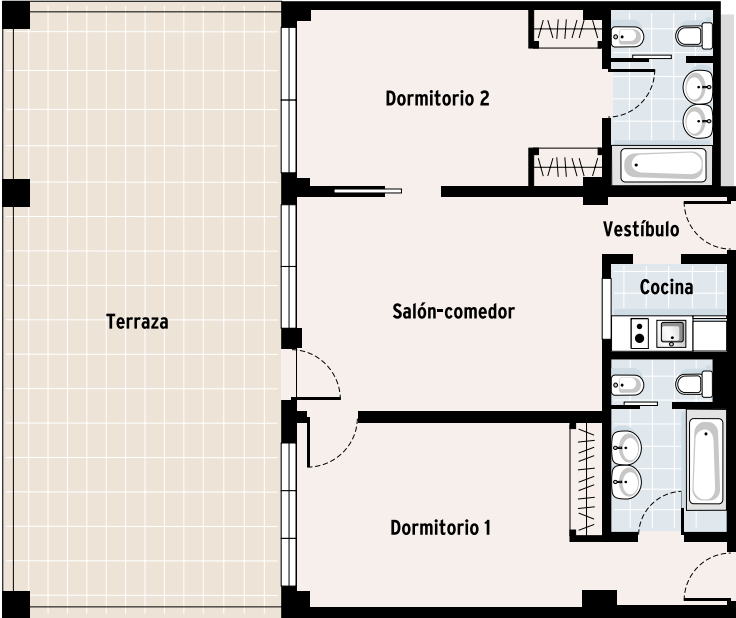 Dormitorio 2
Vestíbulo
Cocina
Salón-comedor
Terraza
Dormitorio 1